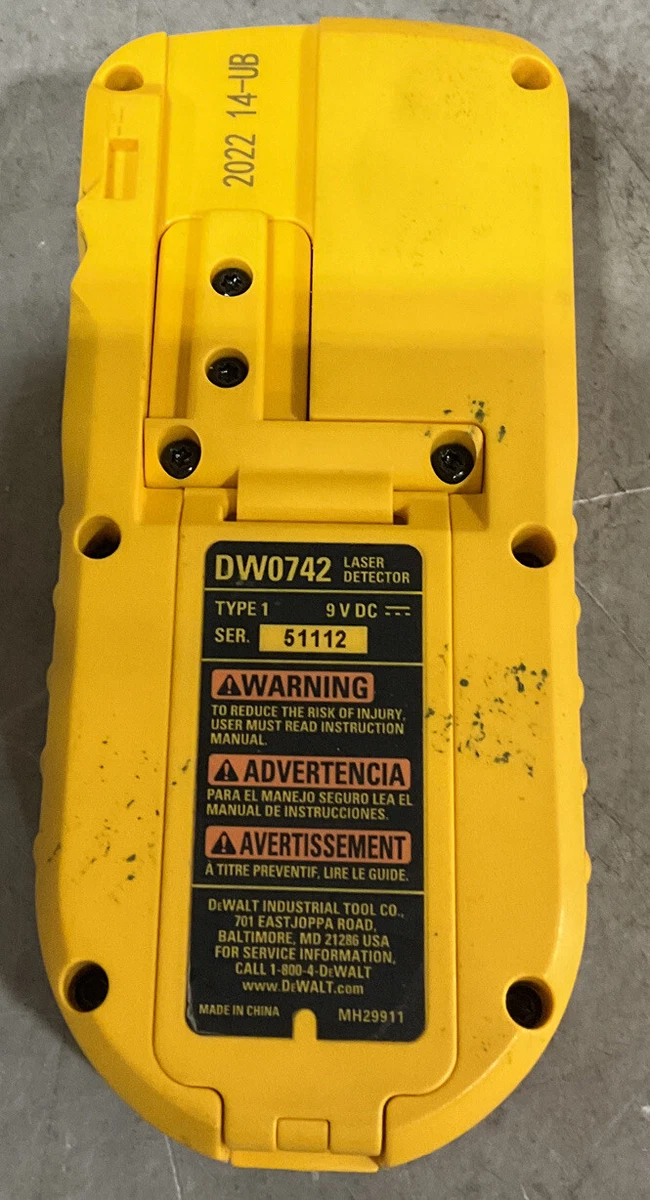 2022 14-UB
DW0742 LASER DETECTOR
TYPE 1 9 V DC
SER. 51112
WARNING
TO REDUCE THE RISK OF INJURY,
USER MUST READ INSTRUCTION
MANUAL.
ADVERTENCIA
PARA EL MANEJO SEGURO LEA EL
MANUAL DE INSTRUCCIONES.
AVERTISSEMENT
À TITRE PREVENTIF, LIRE LE GUIDE.
DEWALT INDUSTRIAL TOOL CO.,
701 EAST JOPPA ROAD,
BALTIMORE, MD 21286 USA
FOR SERVICE INFORMATION,
CALL 1-800-4-DEWALT
www.DEWALT.com
MADE IN CHINA MH29911